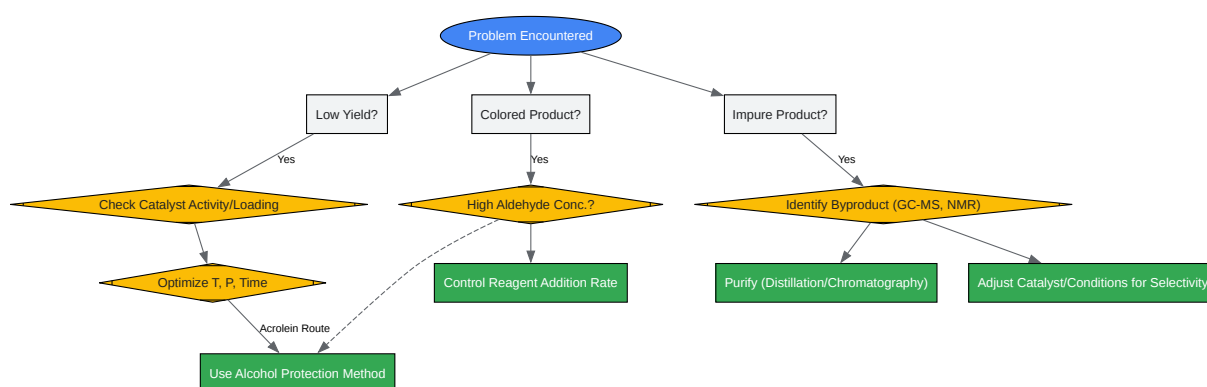 Problem Encountered
Low Yield?
Colored Product?
Impure Product?
Yes
Yes
Yes
Check Catalyst Activity/Loading
High Aldehyde Conc.?
Identify Byproduct (GC-MS, NMR)
Optimize T, P, Time
Control Reagent Addition Rate
Purify (Distillation/Chromatography)
Adjust Catalyst/Conditions for Selectivity
Acrolein Route
Use Alcohol Protection Method